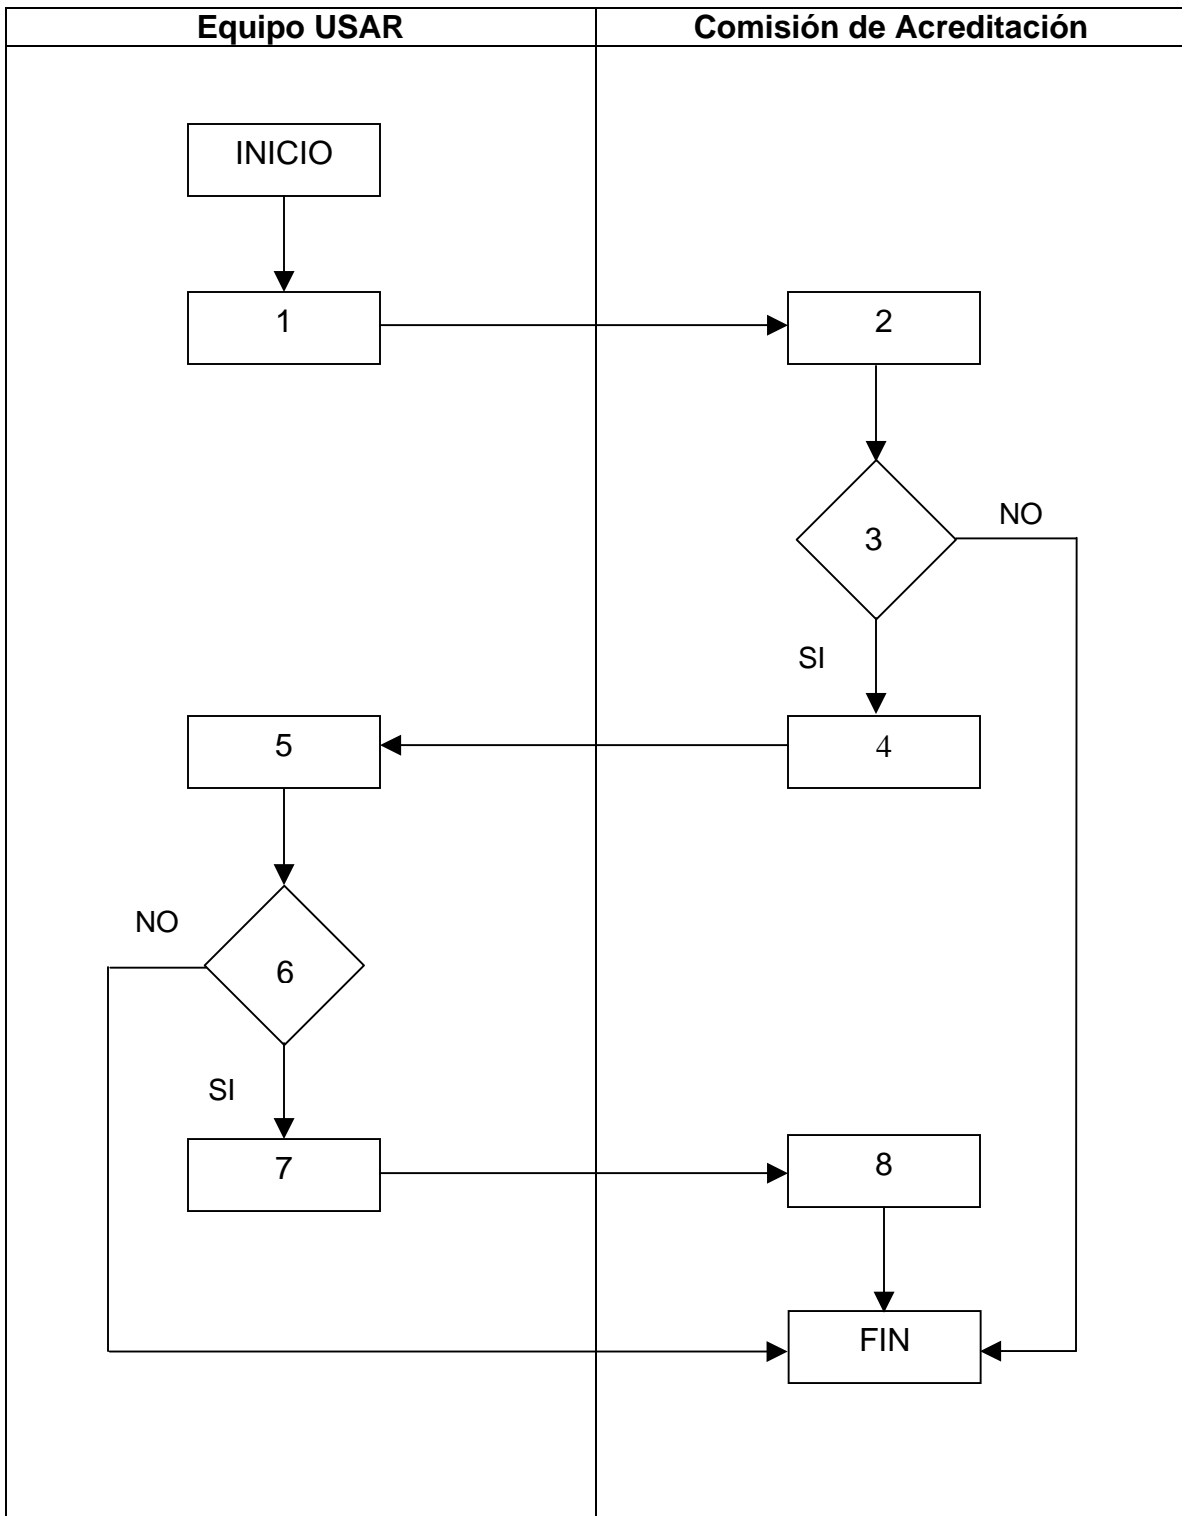 Equipo USAR
Comisión de Acreditación
INICIO
1
2
3
NO
SI
5
4
NO
6
SI
7
8
FIN